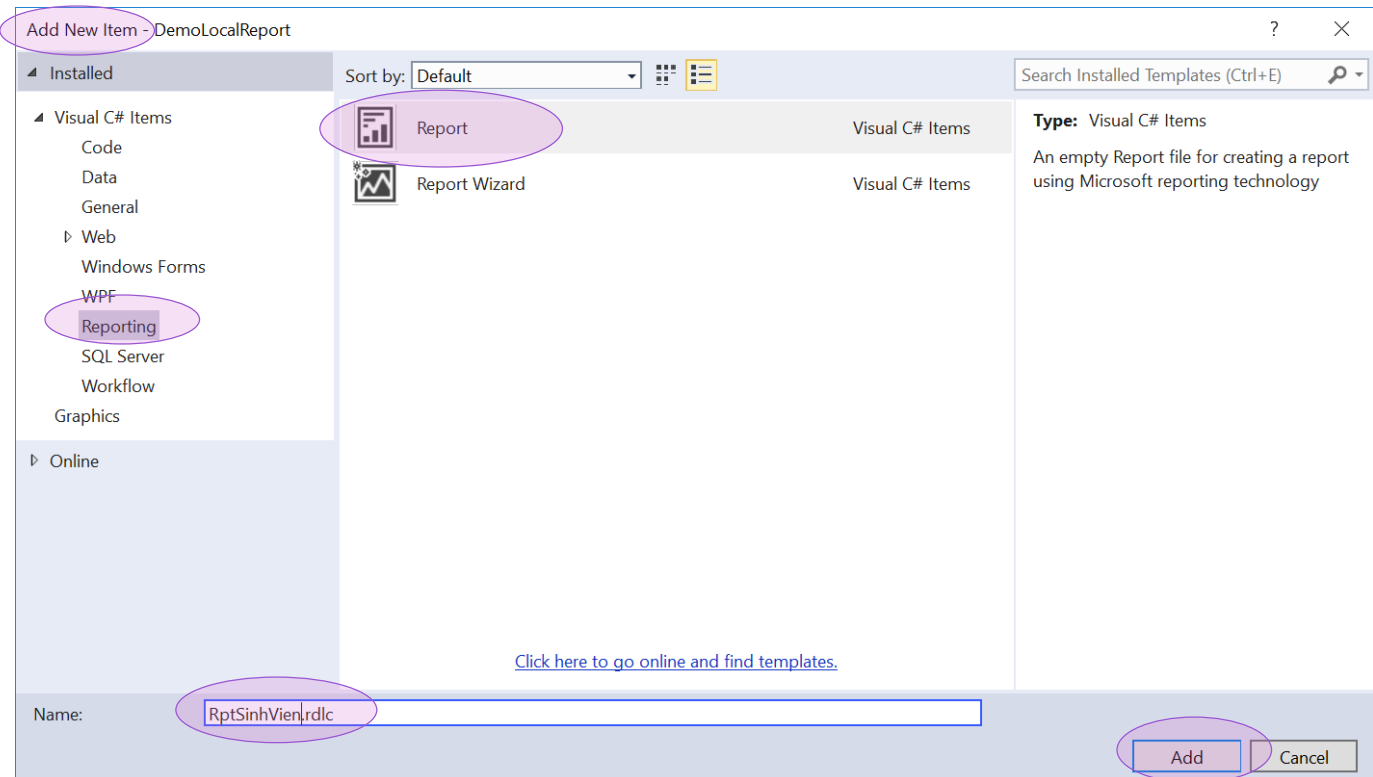 Add New Item - DemoLocalReport
?
Installed
Sort by: Default
Search Installed Templates (Ctrl+E)
Visual C# Items
Code
Data
General
Web
Windows Forms
WPF
Reporting
SQL Server
Workflow
Graphics
Online
Report Visual C# Items
Report Wizard Visual C# Items
Type: Visual C# Items
An empty Report file for creating a report
using Microsoft reporting technology
Click here to go online and find templates.
Name: RptSinhVien.rdlc
Add Cancel